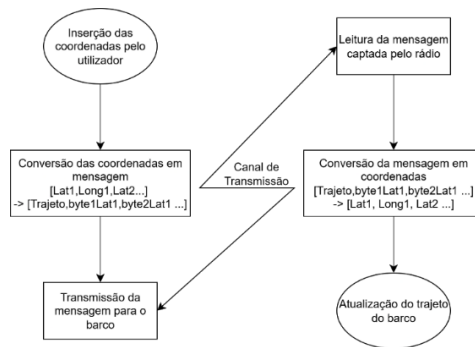 Inserção das
coordenadas pelo
utilizador
Conversão das coordenadas em
mensagem
[Lat1,Long1,Lat2...]
-> [Trajeto,byte1Lat1,byte2Lat1 ...]
Transmissão da
mensagem para o
barco
Canal de
Transmissão
Leitura da mensagem
captada pelo rádio
Conversão da mensagem em
coordenadas
[Trajeto,byte1Lat1,byte2Lat1 ...]
-> [Lat1, Long1, Lat2 ...]
Atualização do trajeto
do barco